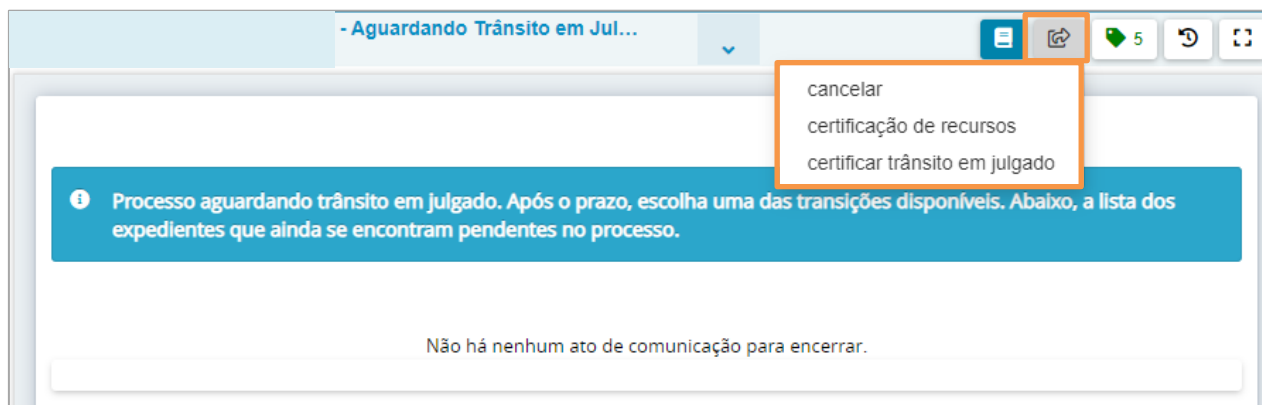 - Aguardando Trânsito em Jul...
5
cancelar
certificação de recursos
certificar trânsito em julgado
Processo aguardando trânsito em julgado. Após o prazo, escolha uma das transições disponíveis. Abaixo, a lista dos
expedientes que ainda se encontram pendentes no processo.
Não há nenhum ato de comunicação para encerrar.